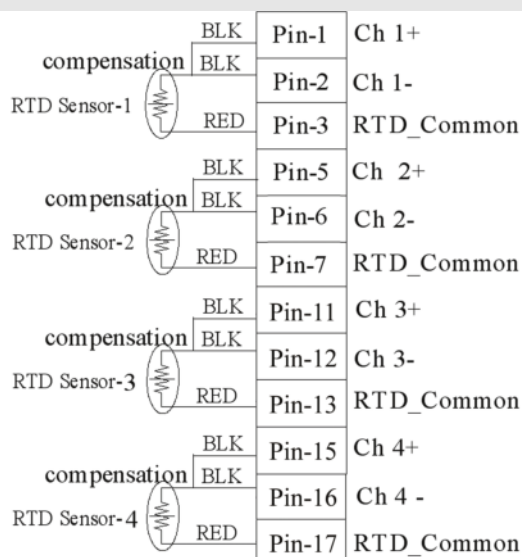 BLK Pin-1 Ch 1+
compensation BLK Pin-2 Ch 1-
RTD Sensor-1
RED Pin-3 RTD_Common
BLK Pin-5 Ch 2+
compensation BLK Pin-6 Ch 2-
RTD Sensor-2
RED Pin-7 RTD_Common
BLK Pin-11 Ch 3+
compensation BLK Pin-12 Ch 3-
RTD Sensor-3
RED Pin-13 RTD_Common
BLK Pin-15 Ch 4+
compensation BLK Pin-16 Ch 4 -
RTD Sensor-4
RED Pin-17 RTD_Common